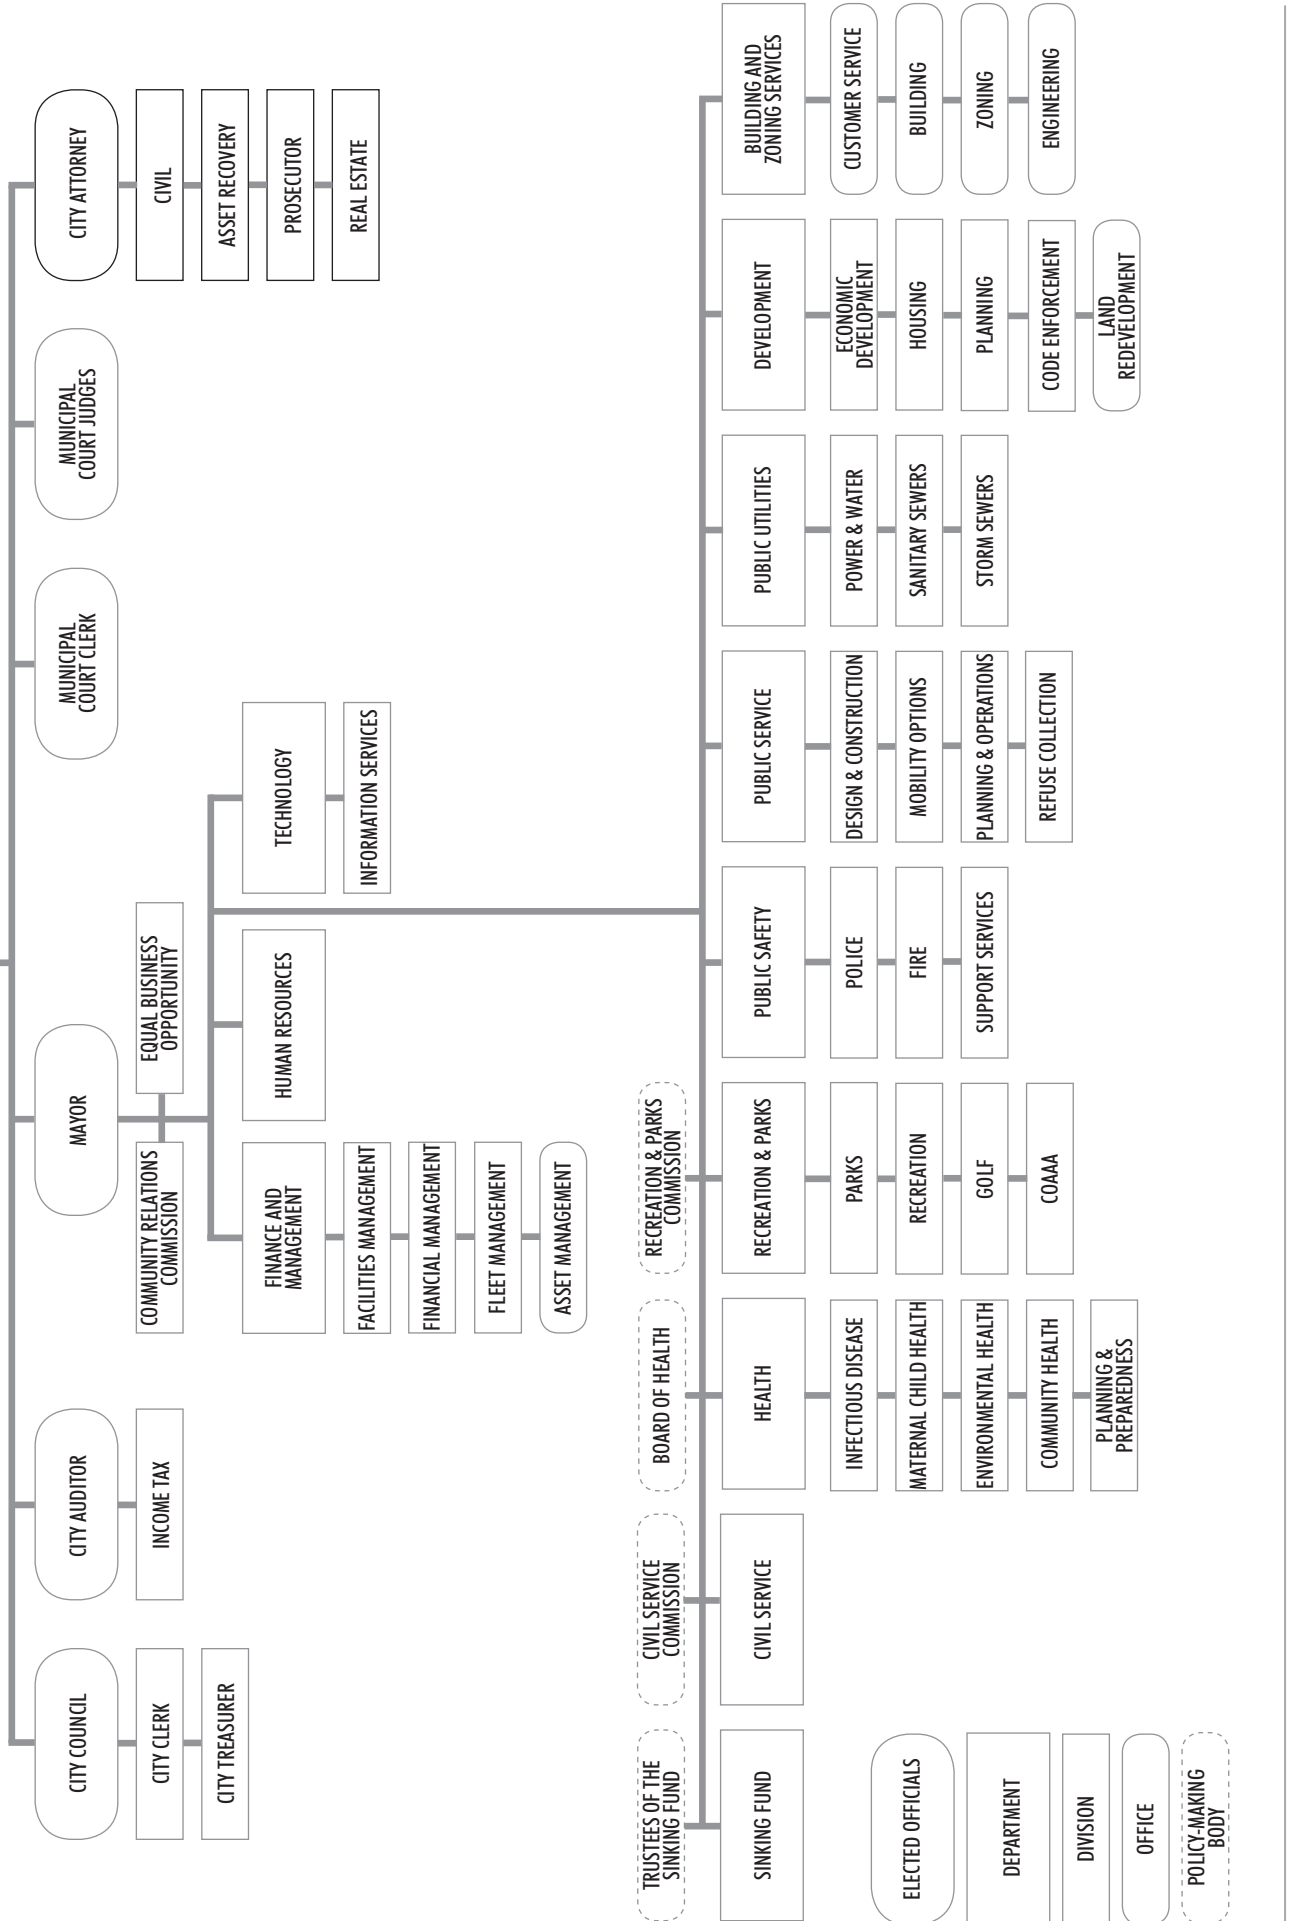 CITY COUNCIL
CITY CLERK
CITY TREASURER
CITY AUDITOR
INCOME TAX
MAYOR
COMMUNITY RELATIONS
COMMISSION
EQUAL BUSINESS
OPPORTUNITY
FINANCE AND
MANAGEMENT
FACILITIES MANAGEMENT
FINANCIAL MANAGEMENT
FLEET MANAGEMENT
ASSET MANAGEMENT
HUMAN RESOURCES
TECHNOLOGY
INFORMATION SERVICES
MUNICIPAL
COURT CLERK
MUNICIPAL
COURT JUDGES
CITY ATTORNEY
CIVIL
ASSET RECOVERY
PROSECUTOR
REAL ESTATE
TRUSTEES OF THE
SINKING FUND
SINKING FUND
CIVIL SERVICE
COMMISSION
CIVIL SERVICE
BOARD OF HEALTH
HEALTH
INFECTIOUS DISEASE
MATERNAL CHILD HEALTH
ENVIRONMENTAL HEALTH
COMMUNITY HEALTH
PLANNING &
PREPAREDNESS
RECREATION & PARKS
COMMISSION
RECREATION & PARKS
PARKS
RECREATION
GOLF
COAAA
PUBLIC SAFETY
POLICE
FIRE
SUPPORT SERVICES
PUBLIC SERVICE
DESIGN & CONSTRUCTION
MOBILITY OPTIONS
PLANNING & OPERATIONS
REFUSE COLLECTION
PUBLIC UTILITIES
POWER & WATER
SANITARY SEWERS
STORM SEWERS
DEVELOPMENT
ECONOMIC
DEVELOPMENT
HOUSING
PLANNING
CODE ENFORCEMENT
LAND
REDEVELOPMENT
BUILDING AND
ZONING SERVICES
CUSTOMER SERVICE
BUILDING
ZONING
ENGINEERING
ELECTED OFFICIALS
DEPARTMENT
DIVISION
OFFICE
POLICY-MAKING
BODY